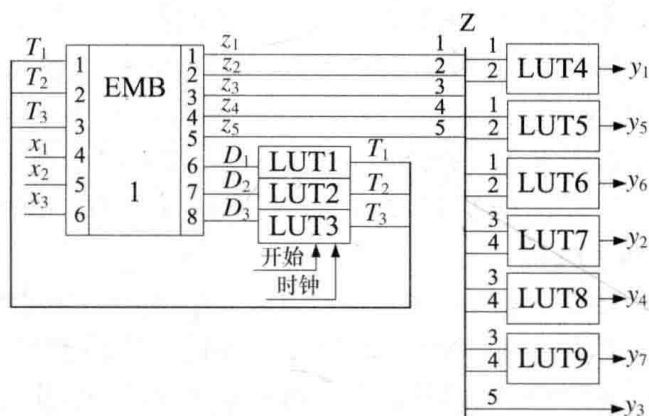 Z
T₁ 1 EMB 1 z₁ 1 1 LUT4 y₁
T₂ 2 2 z₂ 2 2
T₃ 3 3 z₃ 3
x₁ 4 4 z₄ 4 1 LUT5 y₅
x₂ 5 1 5 z₅ 5 2
x₃ 6 6 D₁ LUT1 T₁
7 D₂ LUT2 T₂ 1 LUT6 y₆
8 D₃ LUT3 T₃ 2
开始
时钟
3 LUT7 y₂
4
3 LUT8 y₄
4
3 LUT9 y₇
4
5 y₃